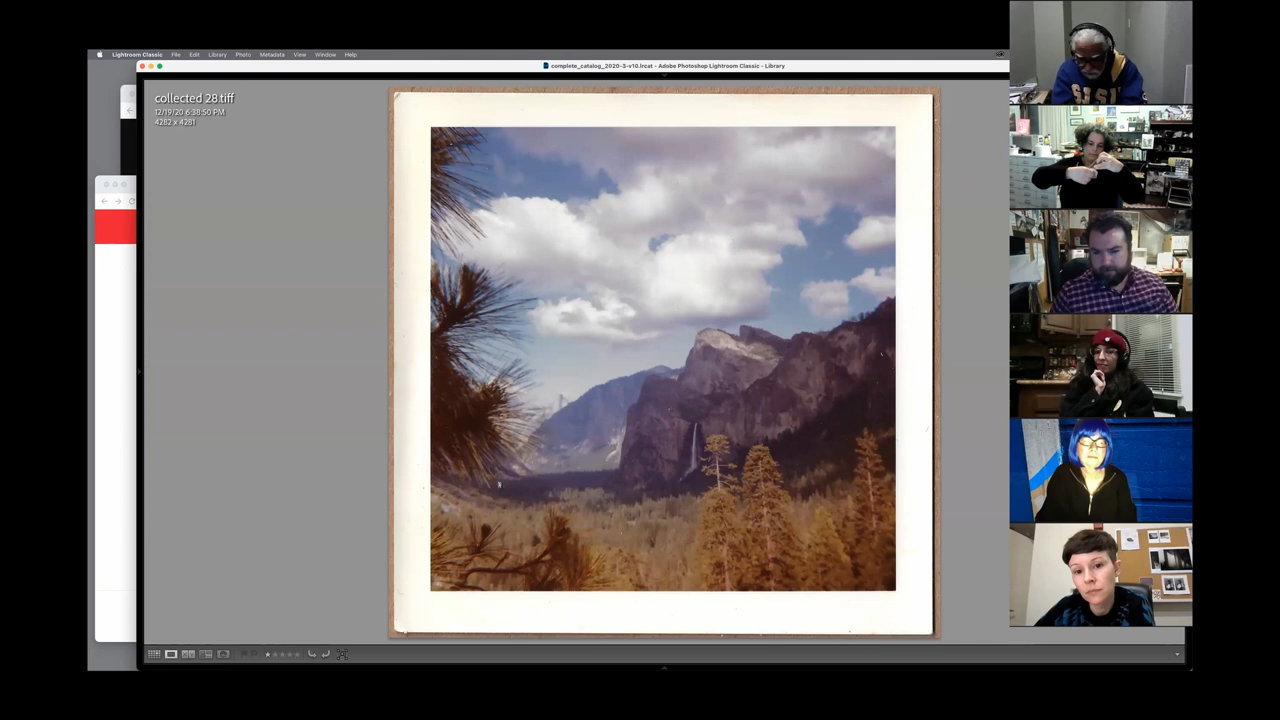 Lightroom Classic File Edit Library Photo Metadata View Window Help
complete_catalog_2020-3-v10.lrcat - Adobe Photoshop Lightroom Classic - Library
collected 28.tiff
12/19/20 6:38:50 PM
4282 x 4281
SJSU